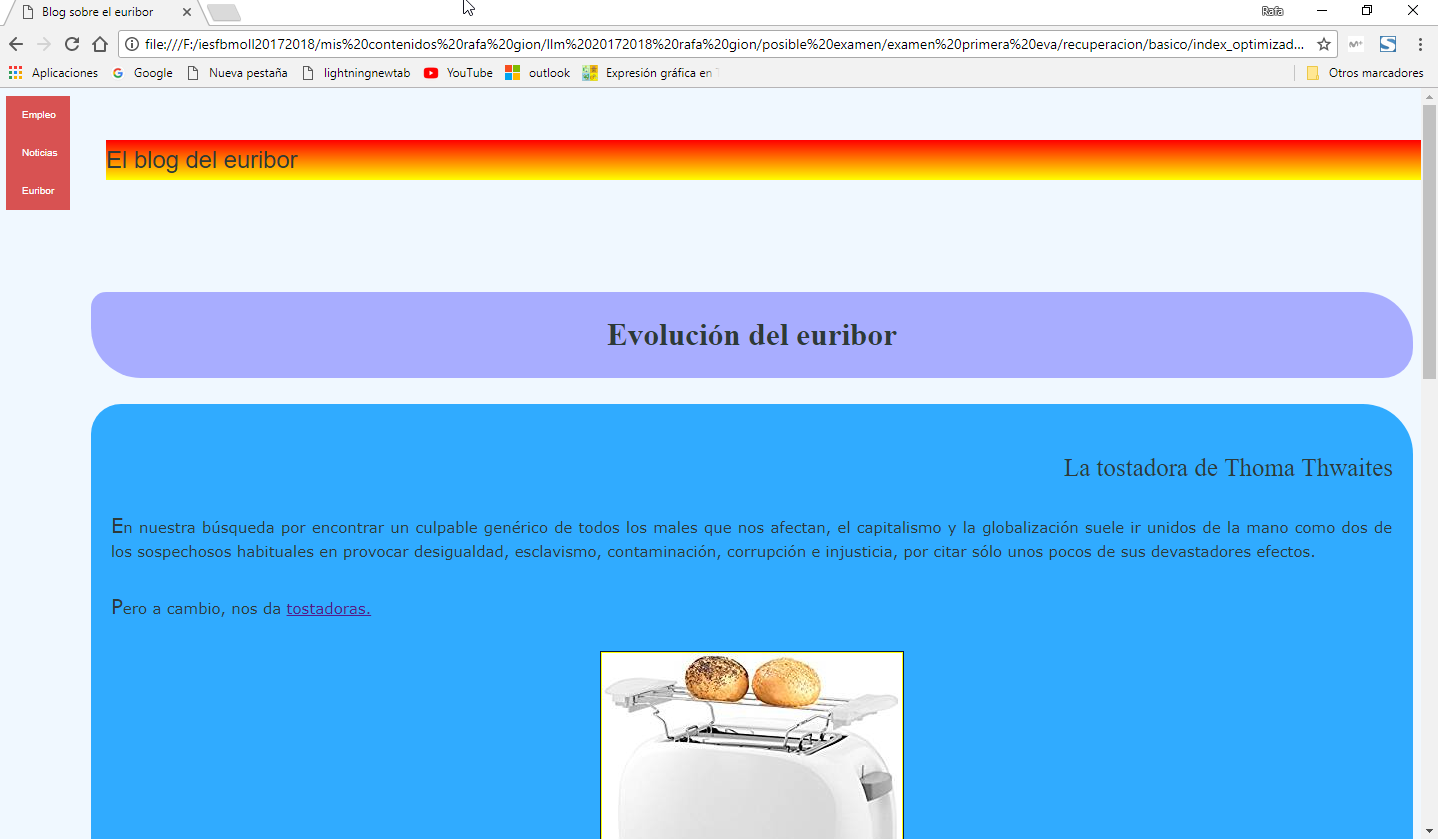 Blog sobre el euribor
Rafa
file:///F:/iesfbmoll20172018/mis%20contenidos%20rafa%20gion/llm%2020172018%20rafa%20gion/posible%20examen/examen%20primera%20eva/recuperacion/basico/index_optimizad...
Aplicaciones Google Nueva pestaña lightningnewtab YouTube outlook Expresión gráfica en Otros marcadores
Empleo
Noticias
Euribor
El blog del euribor
Evolución del euribor
La tostadora de Thoma Thwaites
En nuestra búsqueda por encontrar un culpable genérico de todos los males que nos afectan, el capitalismo y la globalización suele ir unidos de la mano como dos de
los sospechosos habituales en provocar desigualdad, esclavismo, contaminación, corrupción e injusticia, por citar sólo unos pocos de sus devastadores efectos.
Pero a cambio, nos da tostadoras.